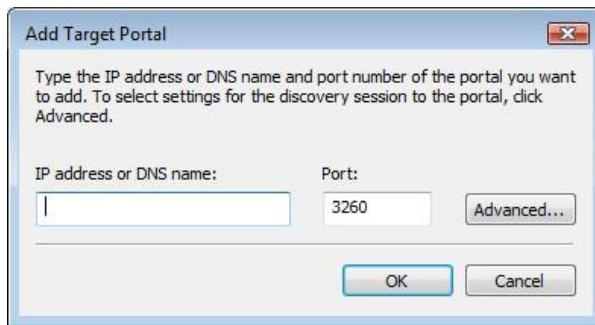 Add Target Portal
Type the IP address or DNS name and port number of the portal you want
to add. To select settings for the discovery session to the portal, click
Advanced.
IP address or DNS name:
Port:
3260
Advanced...
OK
Cancel